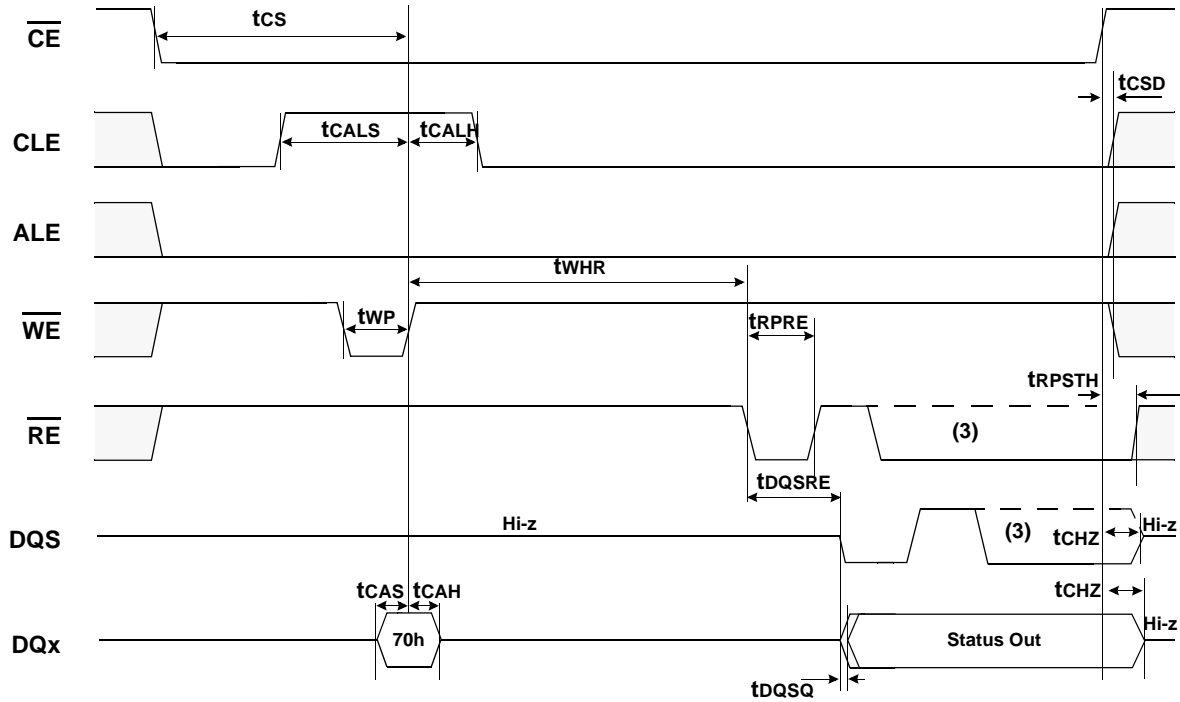 tCS
CE
tCSD
tCALS tCALH
CLE
ALE
tWHR
WE
tWP
tRPRE
tRPSTH
RE
(3)
tDQSRE
DQS
Hi-z
(3)
tCHZ
Hi-z
tCAS tCAH
tCHZ
DQx
70h
Status Out
Hi-z
tDQSQ